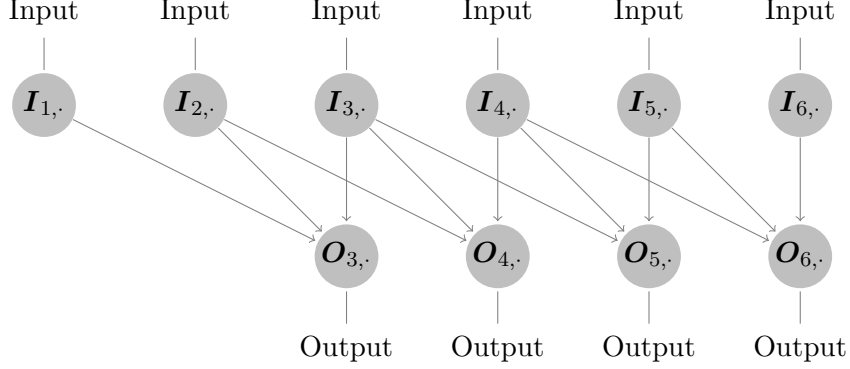 Input Input Input Input Input Input
I1,· I2,· I3,· I4,· I5,· I6,·
O3,· O4,· O5,· O6,·
Output Output Output Output